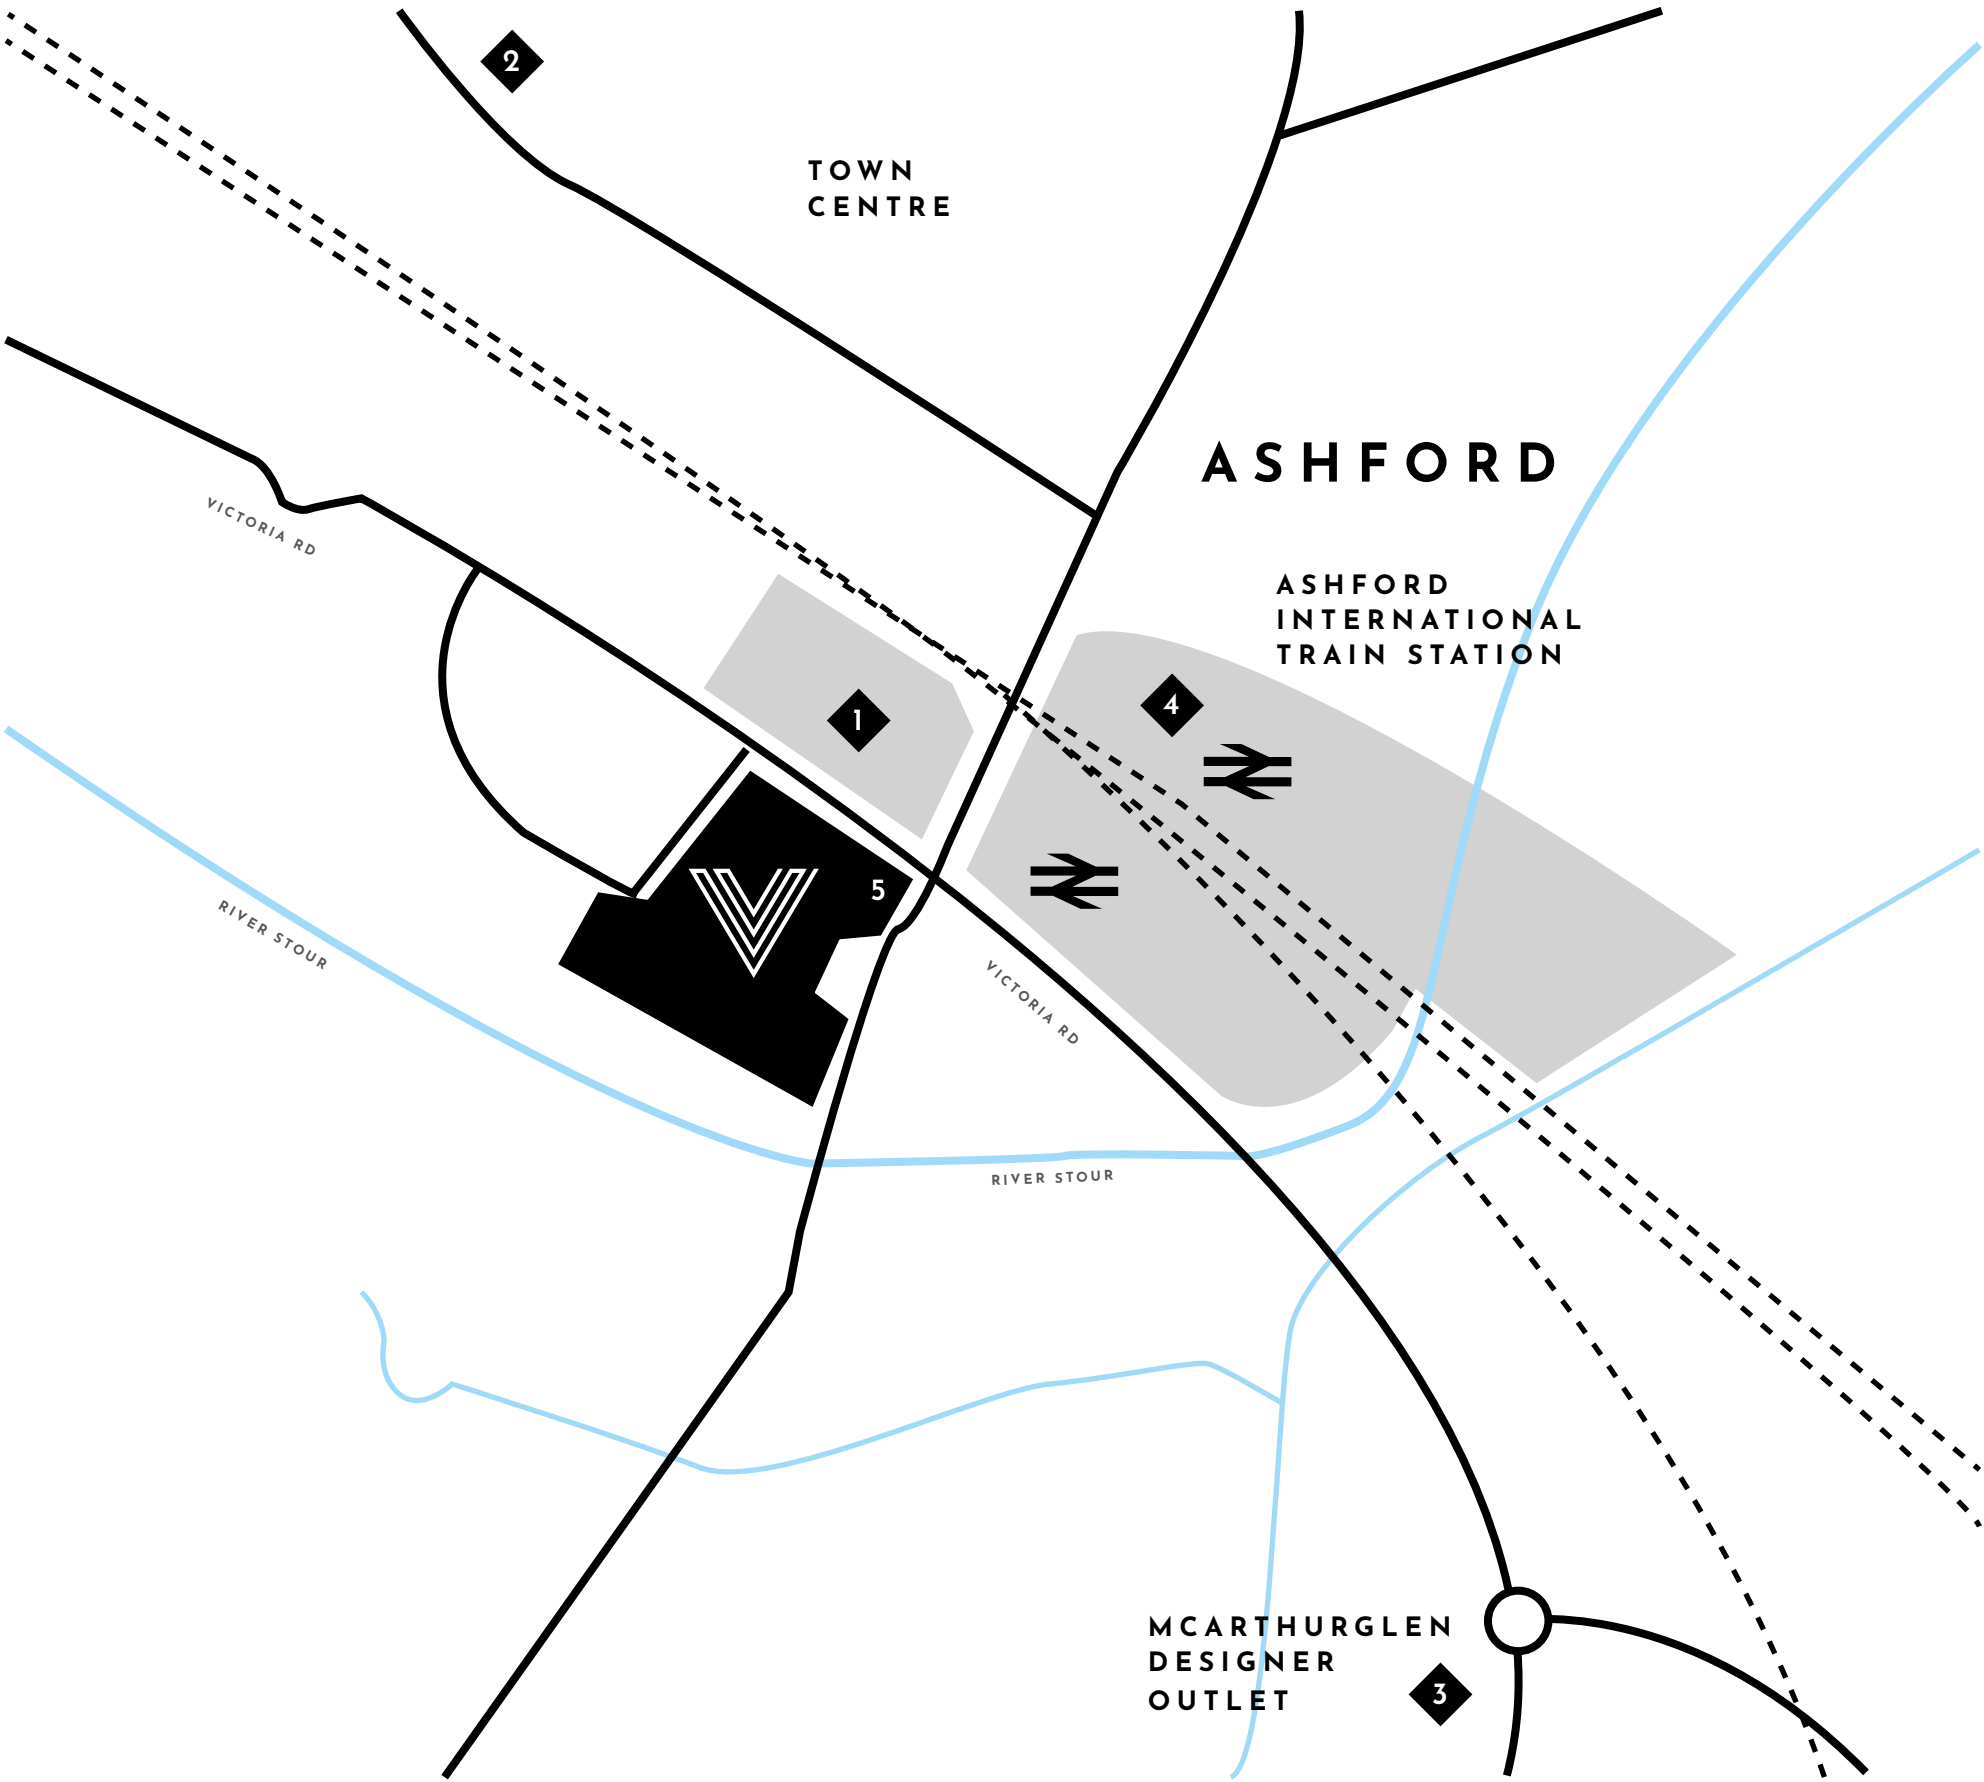 2
TOWN
CENTRE
ASHFORD
VICTORIA RD
ASHFORD
INTERNATIONAL
TRAIN STATION
4
1
5
RIVER STOUR
VICTORIA RD
RIVER STOUR
MCARTHURGLEN
DESIGNER
OUTLET
3